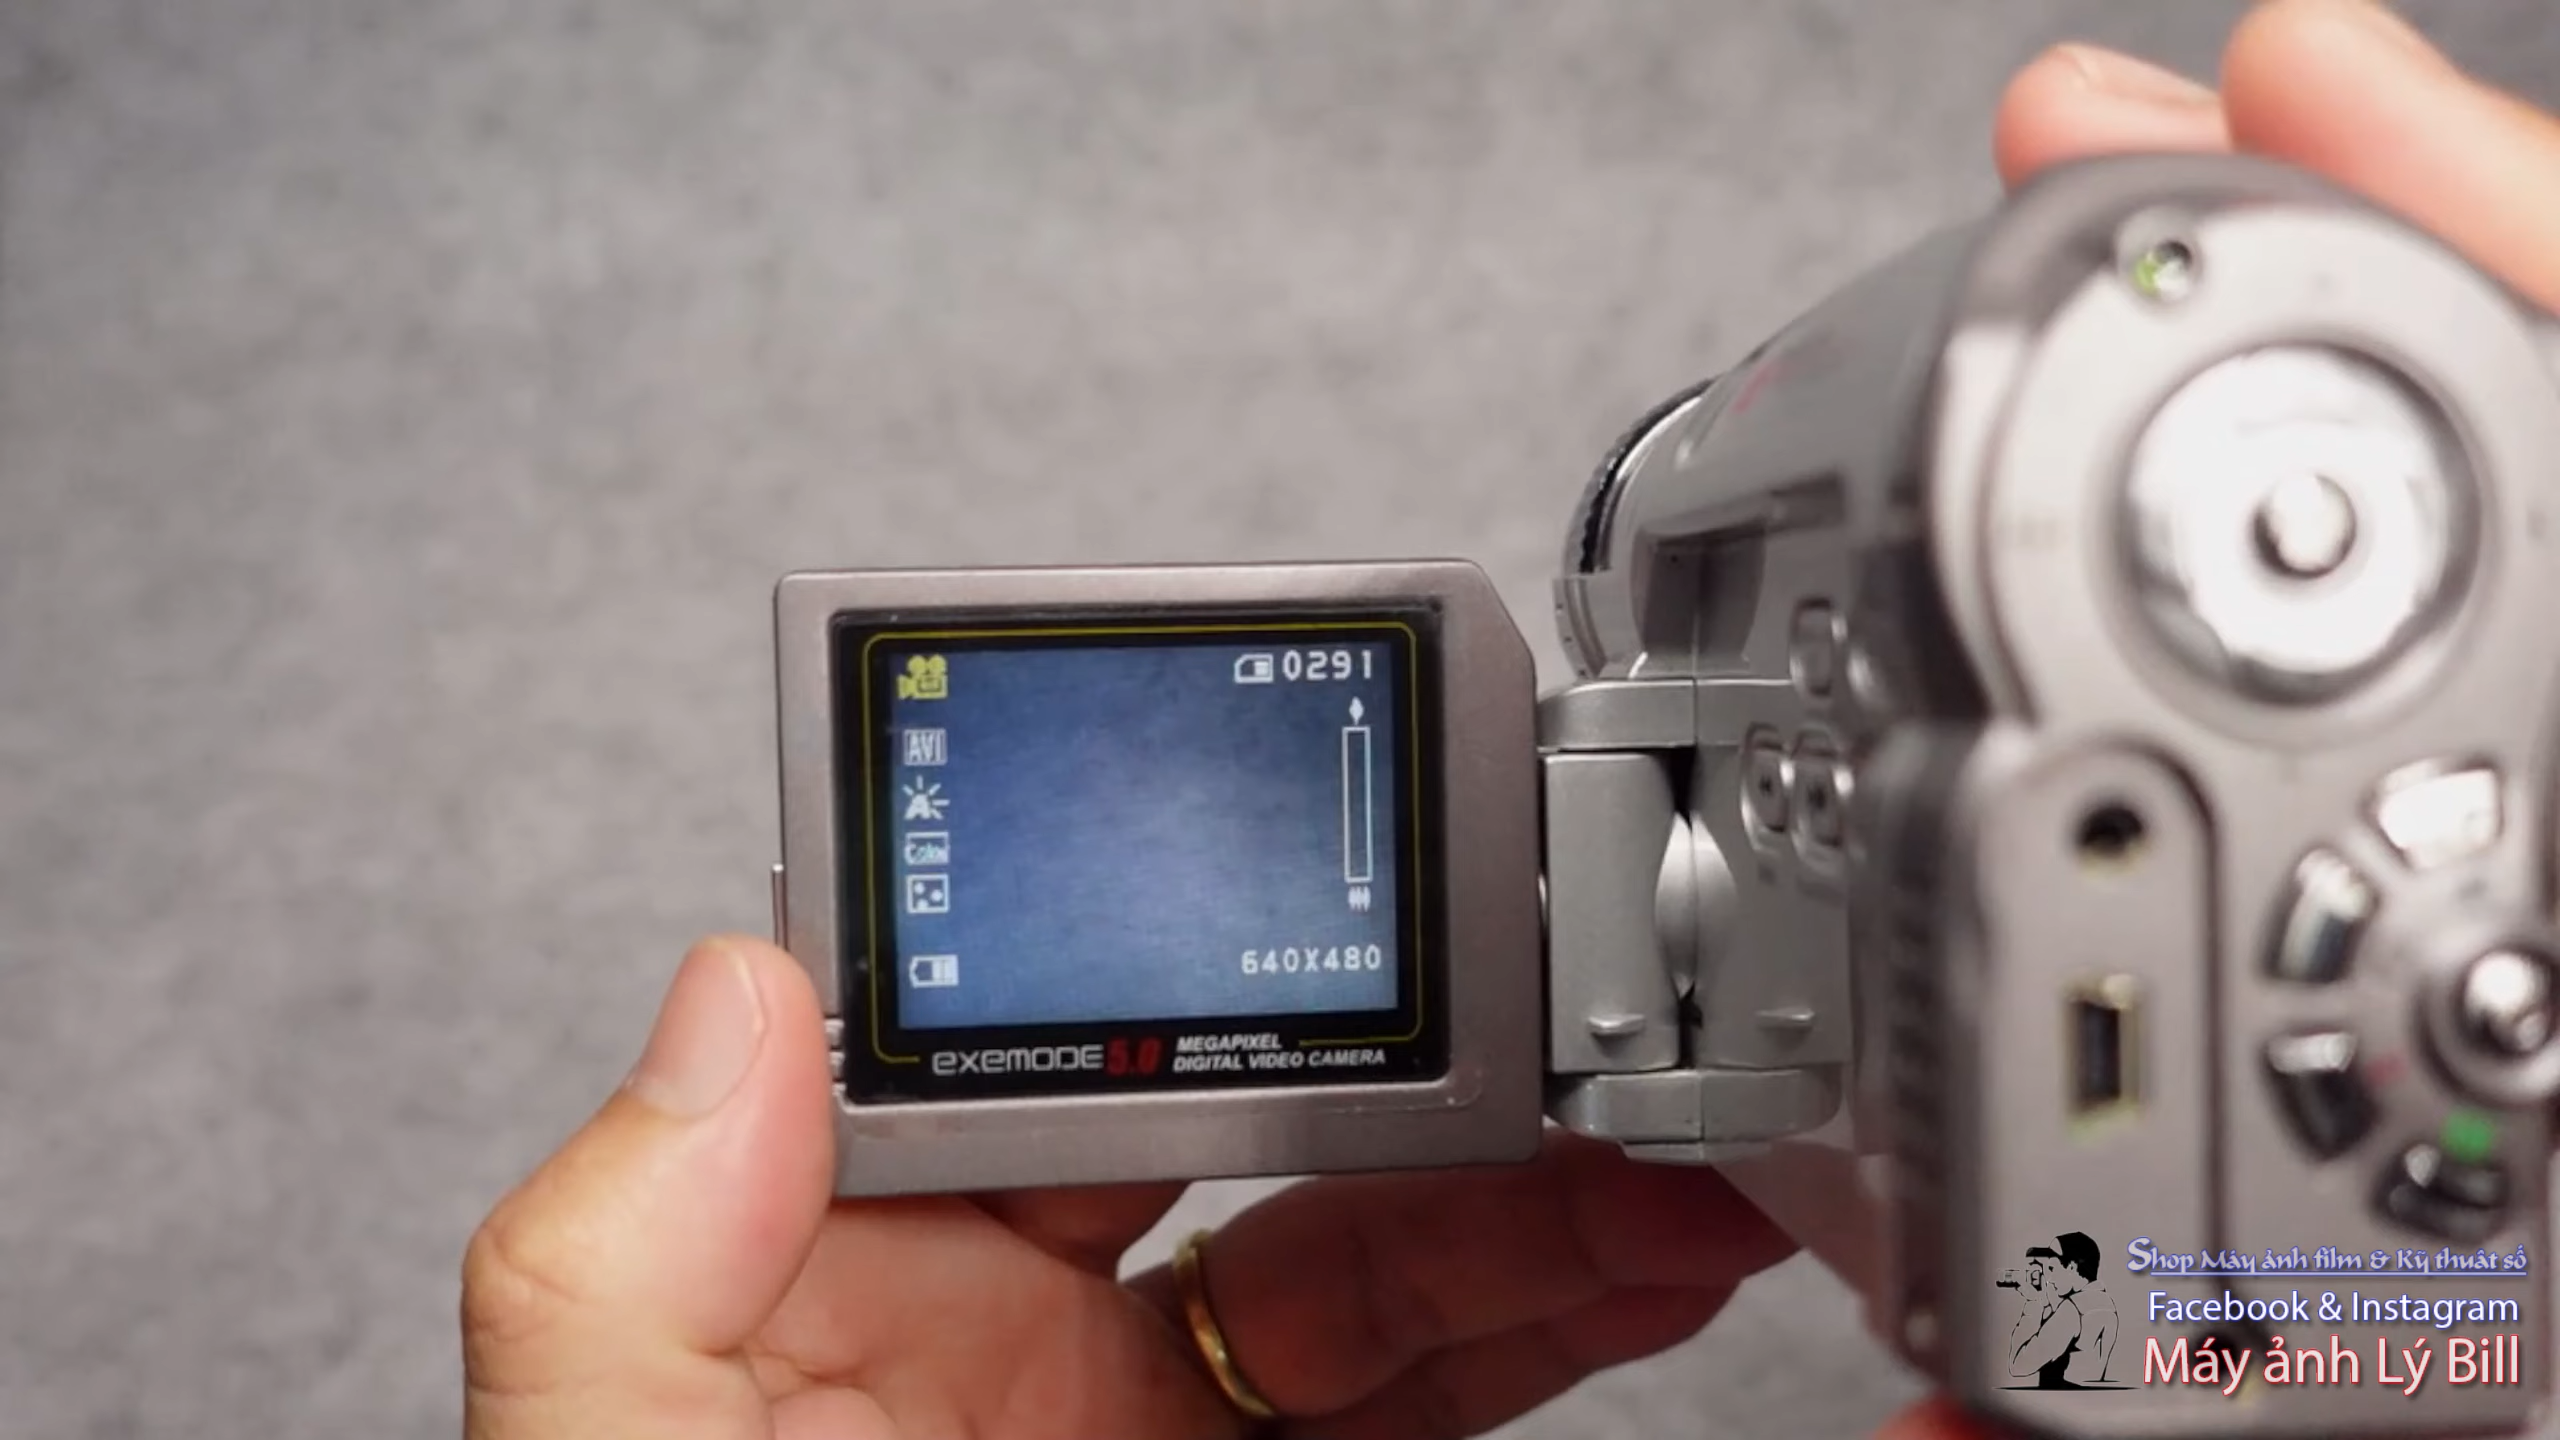 0291
AVI
A
Color
640X480
exemode 5.0 MEGAPIXEL
DIGITAL VIDEO CAMERA
Shop Máy ảnh film & Kỹ thuât số
Facebook & Instagram
Máy ảnh Lý Bill